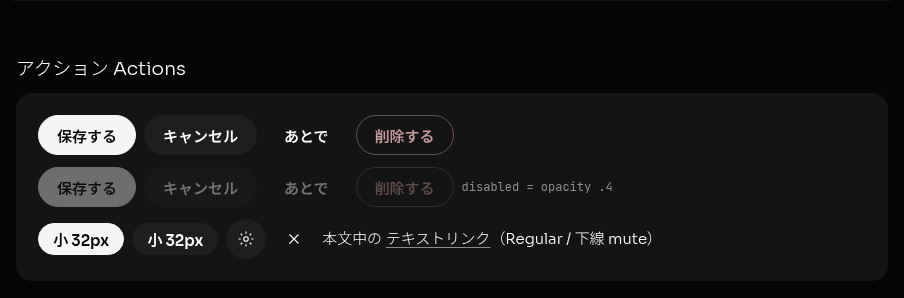 アクション Actions
保存する キャンセル あとで 削除する
保存する キャンセル あとで 削除する disabled = opacity .4
小 32px 小 32px × 本文中の テキストリンク（Regular / 下線 mute）